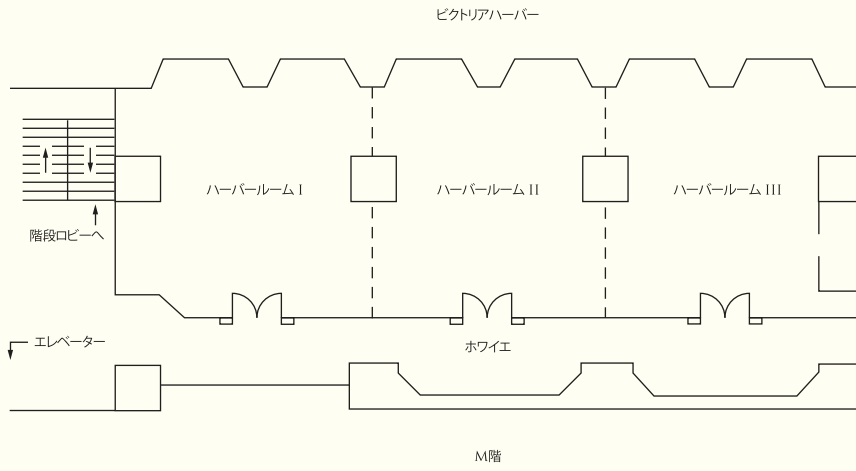 ビクトリアハーバー
ハーバールーム I
ハーバールーム II
ハーバールーム III
階段ロビーへ
エレベーター
ホワイエ
M階